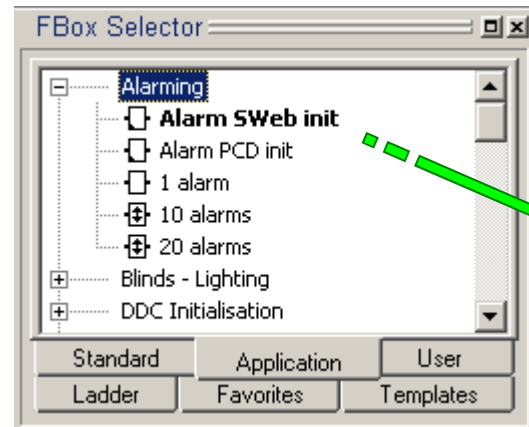 FBox Selector
Alarming
Alarm SWeb init
Alarm PCD init
1 alarm
10 alarms
20 alarms
Blinds - Lighting
DDC Initialisation
Standard Application User
Ladder Favorites Templates